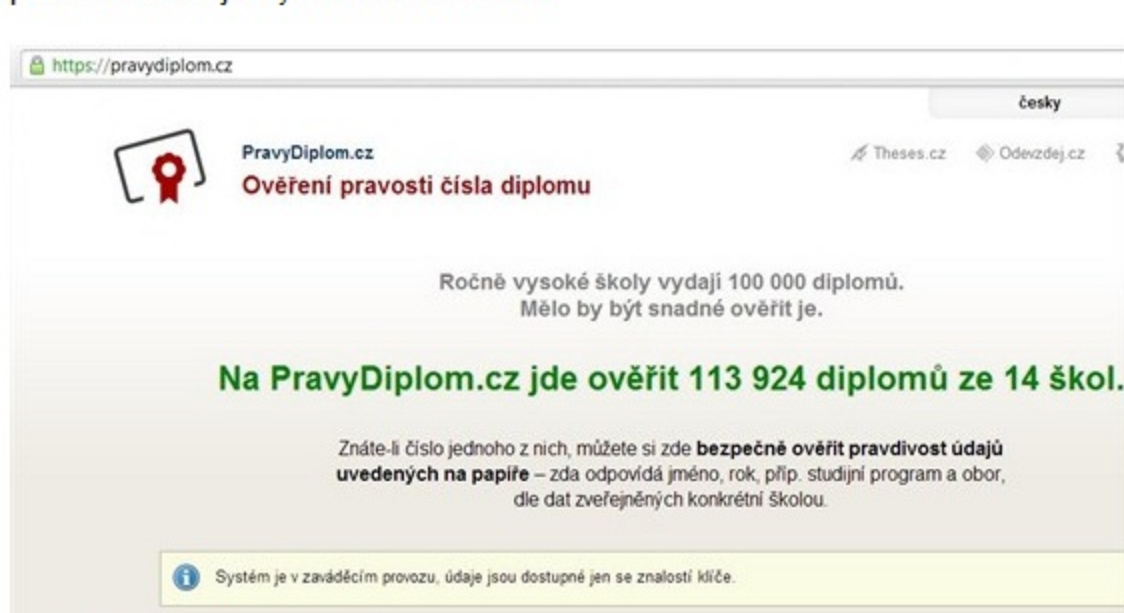 https://pravydiplom.cz
česky
PravyDiplom.cz
Theses.cz Odevzdej.cz
Ověření pravosti čísla diplomu
Ročně vysoké školy vydají 100 000 diplomů.
Mělo by být snadné ověřit je.
Na PravyDiplom.cz jde ověřit 113 924 diplomů ze 14 škol.
Znáte-li číslo jednoho z nich, můžete si zde bezpečně ověřit pravdivost údajů
uvedených na papíře – zda odpovídá jméno, rok, příp. studijní program a obor,
dle dat zveřejněných konkrétní školou.
Systém je v zaváděcím provozu, údaje jsou dostupné jen se znalostí klíče.